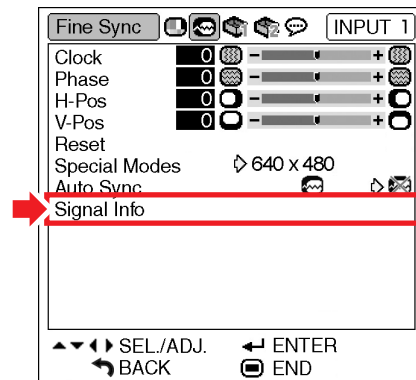 Fine Sync INPUT 1
Clock 0 - +
Phase 0 - +
H-Pos 0 - +
V-Pos 0 - +
Reset
Special Modes 640 x 480
Auto Sync
Signal Info
SEL./ADJ. ENTER
BACK END